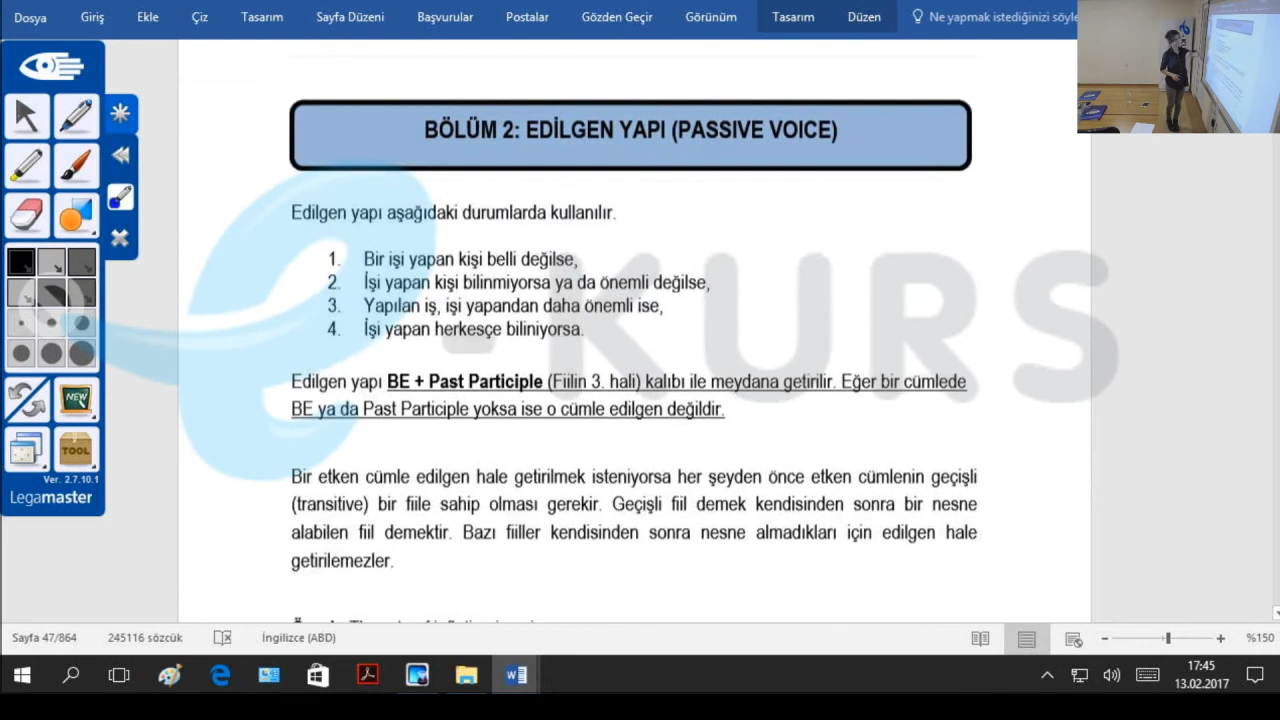 Dosya Giriş Ekle Çiz Tasarım Sayfa Düzeni Başvurular Postalar Gözden Geçir Görünüm Tasarım Düzen Ne yapmak istediğinizi söyle
BÖLÜM 2: EDİLGEN YAPI (PASSIVE VOICE)
Edilgen yapı aşağıdaki durumlarda kullanılır.
1. Bir işi yapan kişi belli değilse,
2. İşi yapan kişi bilinmiyorsa ya da önemli değilse,
3. Yapılan iş, işi yapandan daha önemli ise,
4. İşi yapan herkesçe biliniyorsa.
e-KURS
Edilgen yapı BE + Past Participle (Fiilin 3. hali) kalıbı ile meydana getirilir. Eğer bir cümlede
BE ya da Past Participle yoksa ise o cümle edilgen değildir.
Bir etken cümle edilgen hale getirilmek isteniyorsa her şeyden önce etken cümlenin geçişli
(transitive) bir fiile sahip olması gerekir. Geçişli fiil demek kendisinden sonra bir nesne
alabilen fiil demektir. Bazı fiiller kendisinden sonra nesne almadıkları için edilgen hale
getirilemezler.
NEW
TOOL
Ver. 2.7.10.1
Legamaster
Sayfa 47/864 245116 sözcük İngilizce (ABD) %150
17:45
13.02.2017